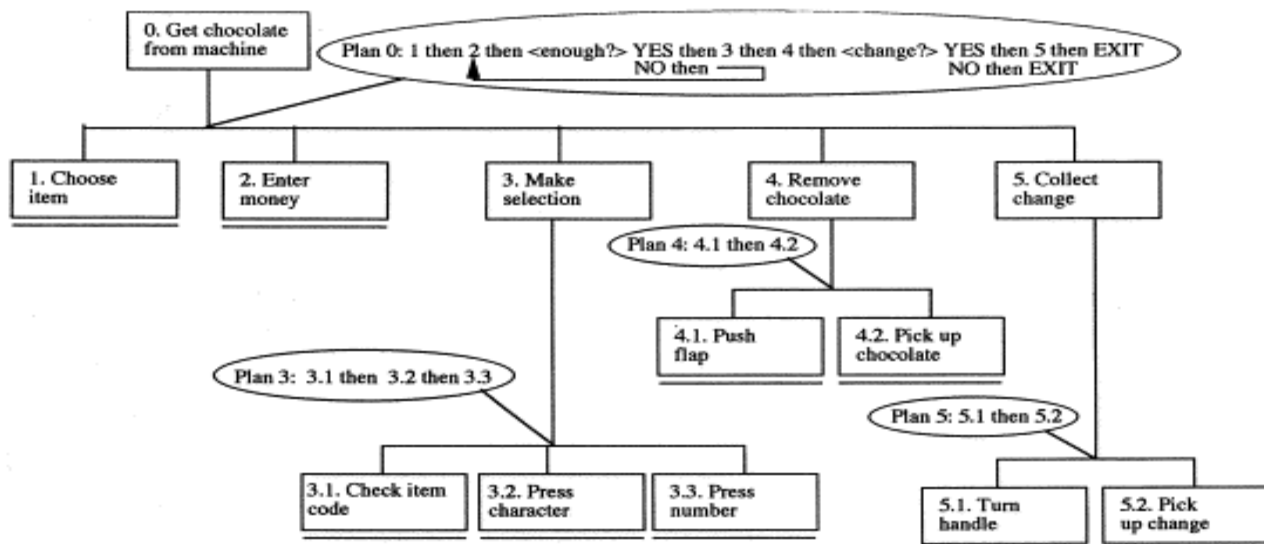 0. Get chocolate
from machine
Plan 0: 1 then 2 then <enough?> YES then 3 then 4 then <change?> YES then 5 then EXIT
NO then
NO then EXIT
1. Choose
item
2. Enter
money
3. Make
selection
4. Remove
chocolate
5. Collect
change
Plan 4: 4.1 then 4.2
4.1. Push
flap
4.2. Pick up
chocolate
Plan 3: 3.1 then 3.2 then 3.3
Plan 5: 5.1 then 5.2
3.1. Check item
code
3.2. Press
character
3.3. Press
number
5.1. Turn
handle
5.2. Pick
up change